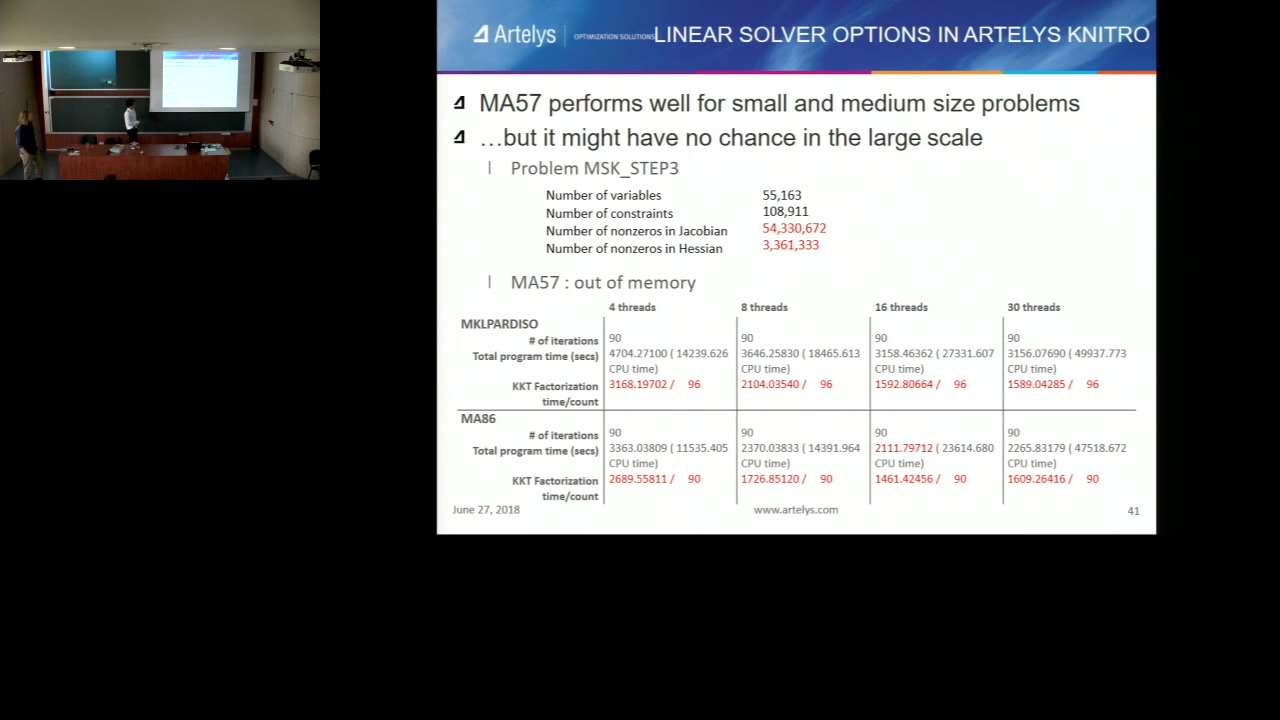 Artelys | OPTIMIZATION SOLUTIONS
LINEAR SOLVER OPTIONS IN ARTELYS KNITRO
MA57 performs well for small and medium size problems
…but it might have no chance in the large scale
Problem MSK_STEP3
Number of variables 55,163
Number of constraints 108,911
Number of nonzeros in Jacobian 54,330,672
Number of nonzeros in Hessian 3,361,333
MA57 : out of memory
4 threads 8 threads 16 threads 30 threads
MKLPARDISO
# of iterations 90 90 90 90
Total program time (secs) 4704.27100 ( 14239.626 3646.25830 ( 18465.613 3158.46362 ( 27331.607 3156.07690 ( 49937.773
CPU time) CPU time) CPU time) CPU time)
KKT Factorization 3168.19702 / 96 2104.03540 / 96 1592.80664 / 96 1589.04285 / 96
time/count
MA86
# of iterations 90 90 90 90
Total program time (secs) 3363.03809 ( 11535.405 2370.03833 ( 14391.964 2111.79712 ( 23614.680 2265.83179 ( 47518.672
CPU time) CPU time) CPU time) CPU time)
KKT Factorization 2689.55811 / 90 1726.85120 / 90 1461.42456 / 90 1609.26416 / 90
time/count
June 27, 2018 www.artelys.com 41